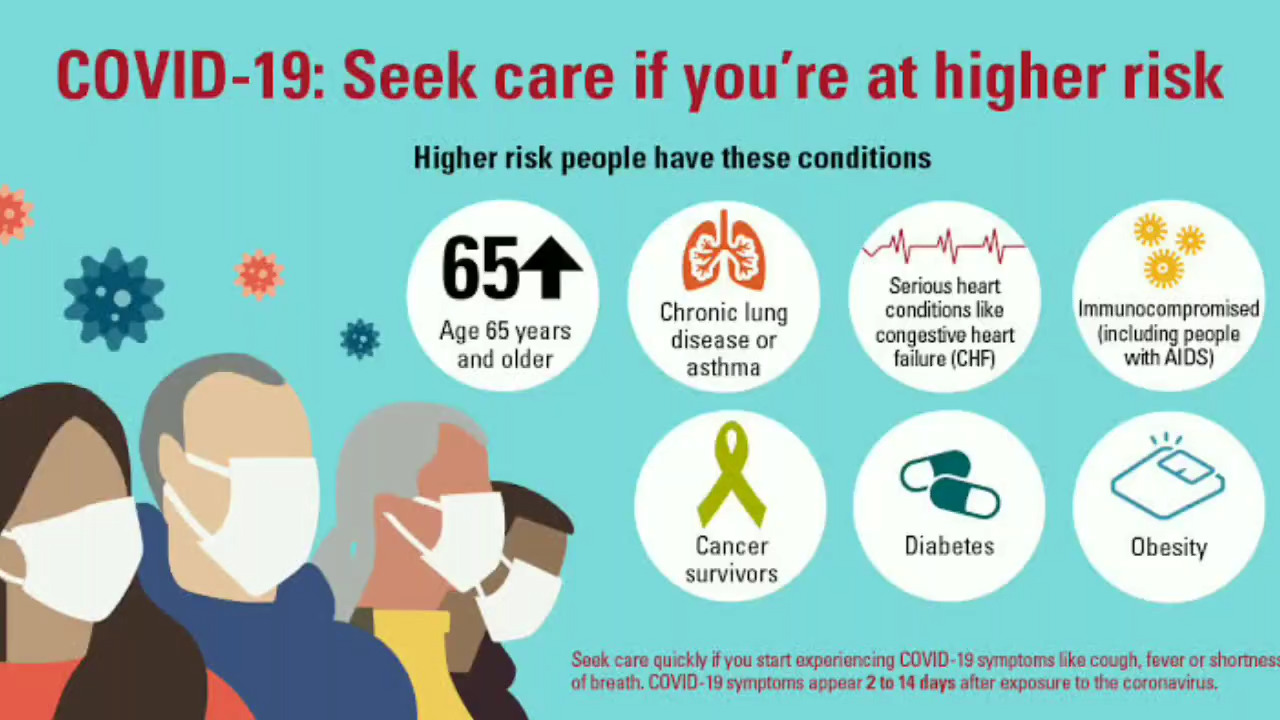 COVID-19: Seek care if you're at higher risk
Higher risk people have these conditions
65
Age 65 years
and older
Chronic lung
disease or
asthma
Serious heart
conditions like
congestive heart
failure (CHF)
Immunocompromised
(including people
with AIDS)
Cancer
survivors
Diabetes
Obesity
Seek care quickly if you start experiencing COVID-19 symptoms like cough, fever or shortness
of breath. COVID-19 symptoms appear 2 to 14 days after exposure to the coronavirus.